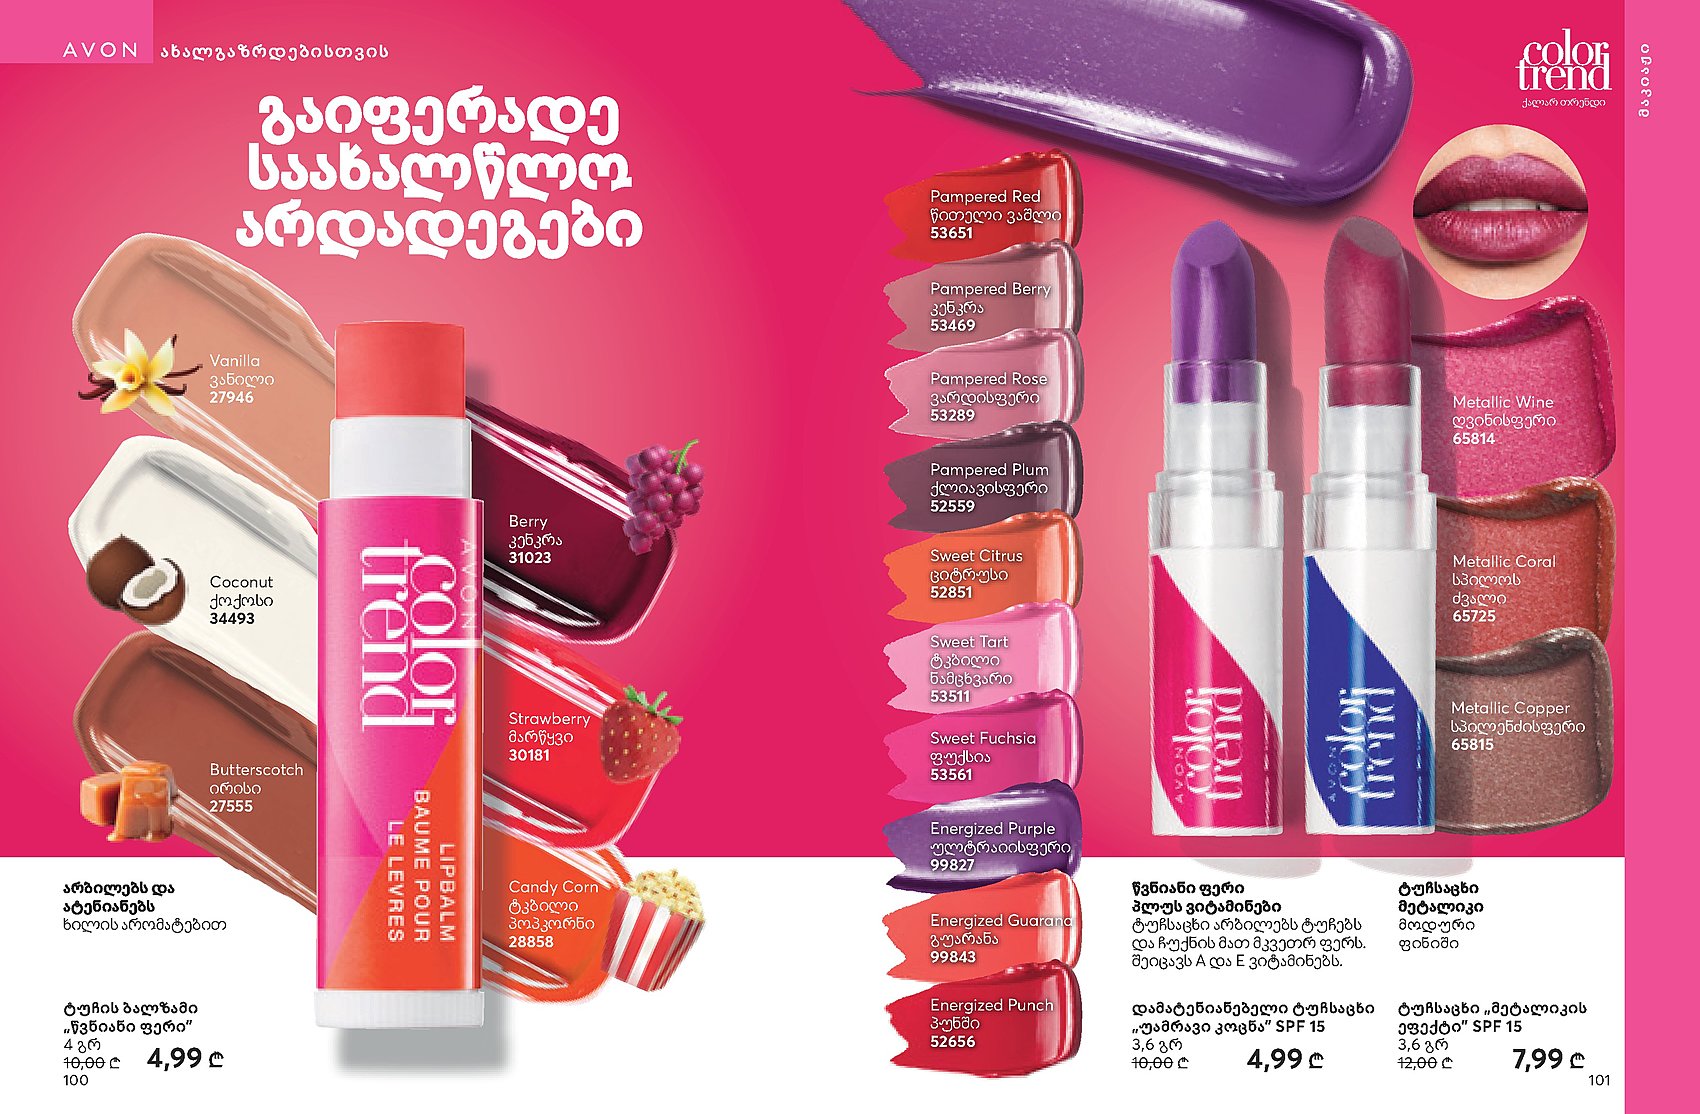 AVON ახალგაზრდებისთვის
გაიფერადე
საახალწლო
არდადეგები
Vanilla
ვანილი
27946
Coconut
ქოქოსი
34493
Butterscotch
ირისი
27555
Berry
კენკრა
31023
Strawberry
მარწყვი
30181
Candy Corn
ტკბილი
პოპკორნი
28858
AVON
color
trend
LIPBALM
BAUME POUR
LE LEVRES
არბილებს და
ატენიანებს
ხილის არომატებით
ტუჩის ბალზამი
„წვნიანი ფერი”
4 გრ
10,00 ₾ 4,99 ₾
100
color
trend
ქალარ თრენდი
მაკიაჟი
Pampered Red
წითელი ვაშლი
53651
Pampered Berry
კენკრა
53469
Pampered Rose
ვარდისფერი
53289
Pampered Plum
ქლიავისფერი
52559
Sweet Citrus
ციტრუსი
52851
Sweet Tart
ტკბილი
ნამცხვარი
53511
Sweet Fuchsia
ფუქსია
53561
Energized Purple
ულტრაიისფერი
99827
Energized Guarana
გუარანა
99843
Energized Punch
პუნში
52656
AVON
color
trend
AVON
color
trend
Metallic Wine
ღვინისფერი
65814
Metallic Coral
სპილოს
ძვალი
65725
Metallic Copper
სპილენძისფერი
65815
წვნიანი ფერი
პლუს ვიტამინები
ტუჩსაცხი არბილებს ტუჩებს
და ჩუქნის მათ მკვეთრ ფერს.
შეიცავს A და E ვიტამინებს.
დამატენიანებელი ტუჩსაცხი
„უამრავი კოცნა” SPF 15
3,6 გრ
10,00 ₾ 4,99 ₾
ტუჩსაცხი
მეტალიკი
მოდური
ფინიში
ტუჩსაცხი „მეტალიკის
ეფექტი” SPF 15
3,6 გრ
12,00 ₾ 7,99 ₾
101